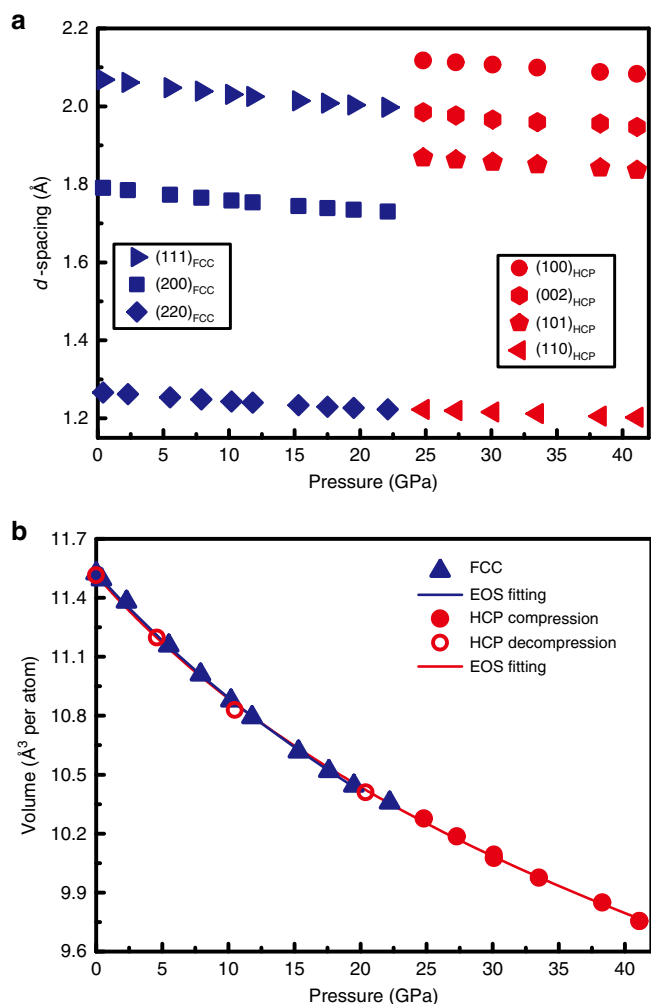 a
2.2
2.0
1.8
1.6
1.4
1.2
d-spacing (Å)
(111)FCC
(200)FCC
(220)FCC
(100)HCP
(002)HCP
(101)HCP
(110)HCP
0 5 10 15 20 25 30 35 40
Pressure (GPa)
b
11.7
11.4
11.1
10.8
10.5
10.2
9.9
9.6
Volume (Å³ per atom)
FCC
EOS fitting
HCP compression
HCP decompression
EOS fitting
0 5 10 15 20 25 30 35 40
Pressure (GPa)